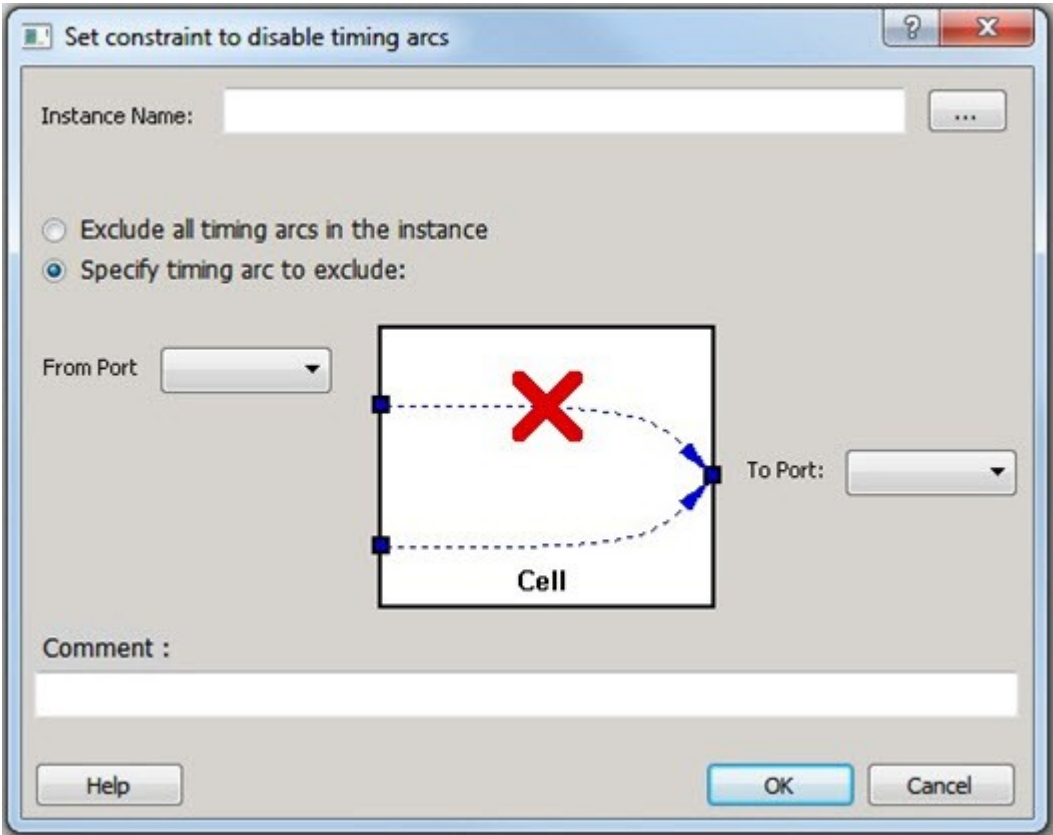 Set constraint to disable timing arcs
?
Instance Name:
...
Exclude all timing arcs in the instance
Specify timing arc to exclude:
From Port
To Port:
Cell
Comment :
Help
OK
Cancel